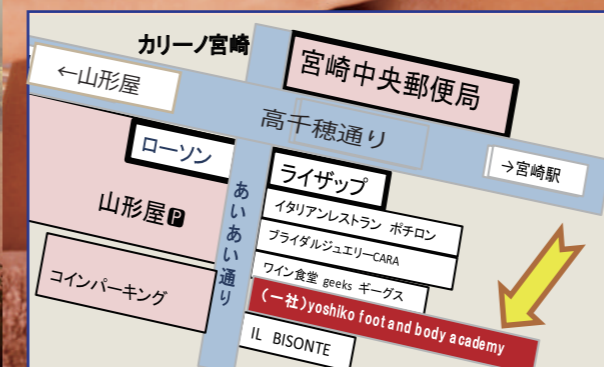 カリーノ宮崎
宮崎中央郵便局
←山形屋
高千穂通り
→宮崎駅
ローソン
ライザップ
あいあい通り
山形屋P
イタリアンレストラン ポチロン
ブライダルジュエリーCARA
ワイン食堂 geeks ギークス
(一社)yoshiko foot and body academy
コインパーキング
IL BISONTE